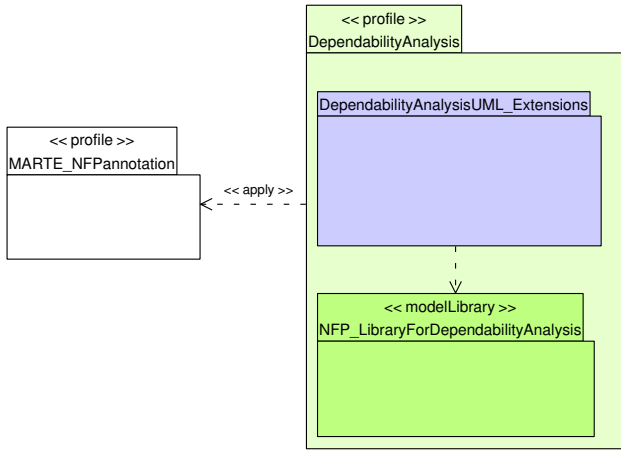 << profile >>
DependabilityAnalysis
DependabilityAnalysisUML_Extensions
<< profile >>
MARTE_NFPannotation
<< apply >>
<< modelLibrary >>
NFP_LibraryForDependabilityAnalysis